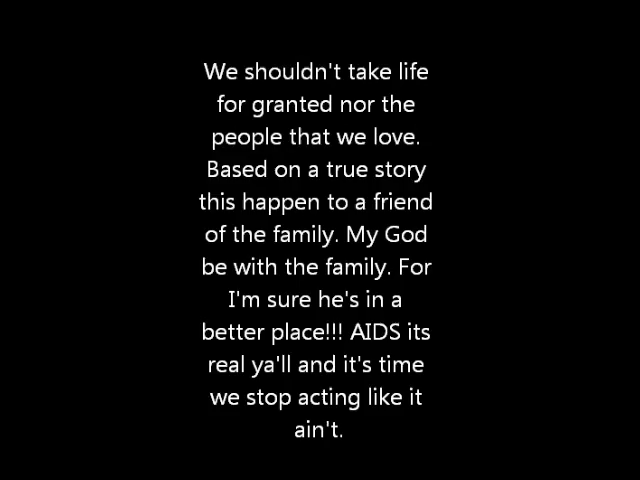 We shouldn't take life
for granted nor the
people that we love.
Based on a true story
this happen to a friend
of the family. My God
be with the family. For
I'm sure he's in a
better place!!! AIDS its
real ya'll and it's time
we stop acting like it
ain't.